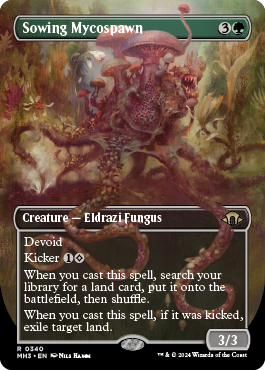 Sowing Mycospawn 3
Creature — Eldrazi Fungus
Devoid
Kicker 1
When you cast this spell, search your
library for a land card, put it onto the
battlefield, then shuffle.
When you cast this spell, if it was kicked,
exile target land.
3/3
R 0340
MH3 • EN Nils Hamm
™ & © 2024 Wizards of the Coast